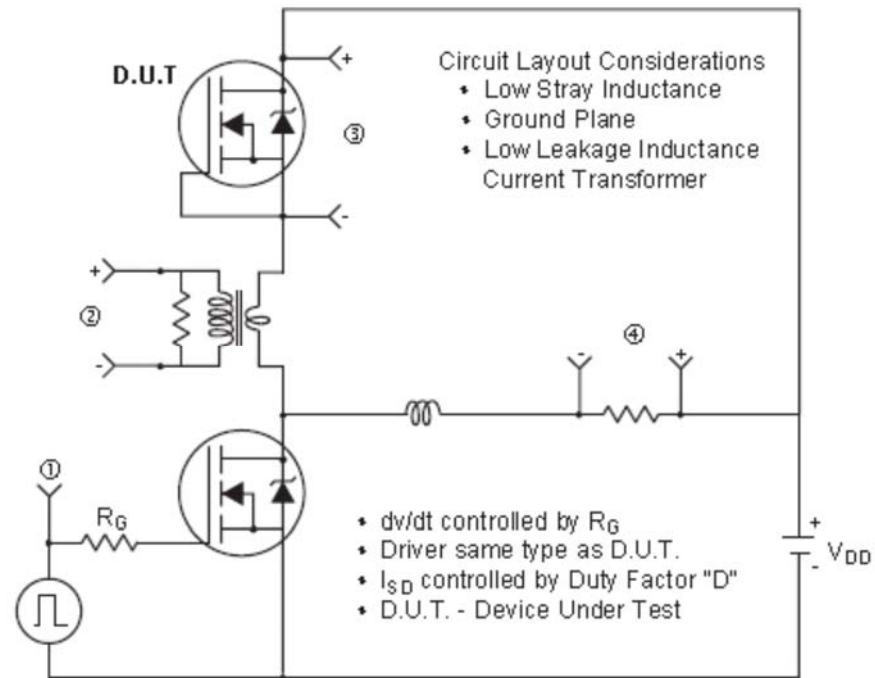 D.U.T
+
③
-
Circuit Layout Considerations
• Low Stray Inductance
• Ground Plane
• Low Leakage Inductance
Current Transformer
+
②
-
④
- +
①
RG
• dv/dt controlled by RG
• Driver same type as D.U.T.
• ISD controlled by Duty Factor "D"
• D.U.T. - Device Under Test
+
-
VDD